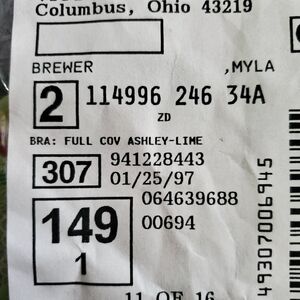 Columbus, Ohio 43219
BREWER ,MYLA
2 114996 246 34A
ZD
BRA: FULL COV ASHLEY-LIME
307 941228443
01/25/97
064639688
149 00694
1
11 OF 16
49307006945